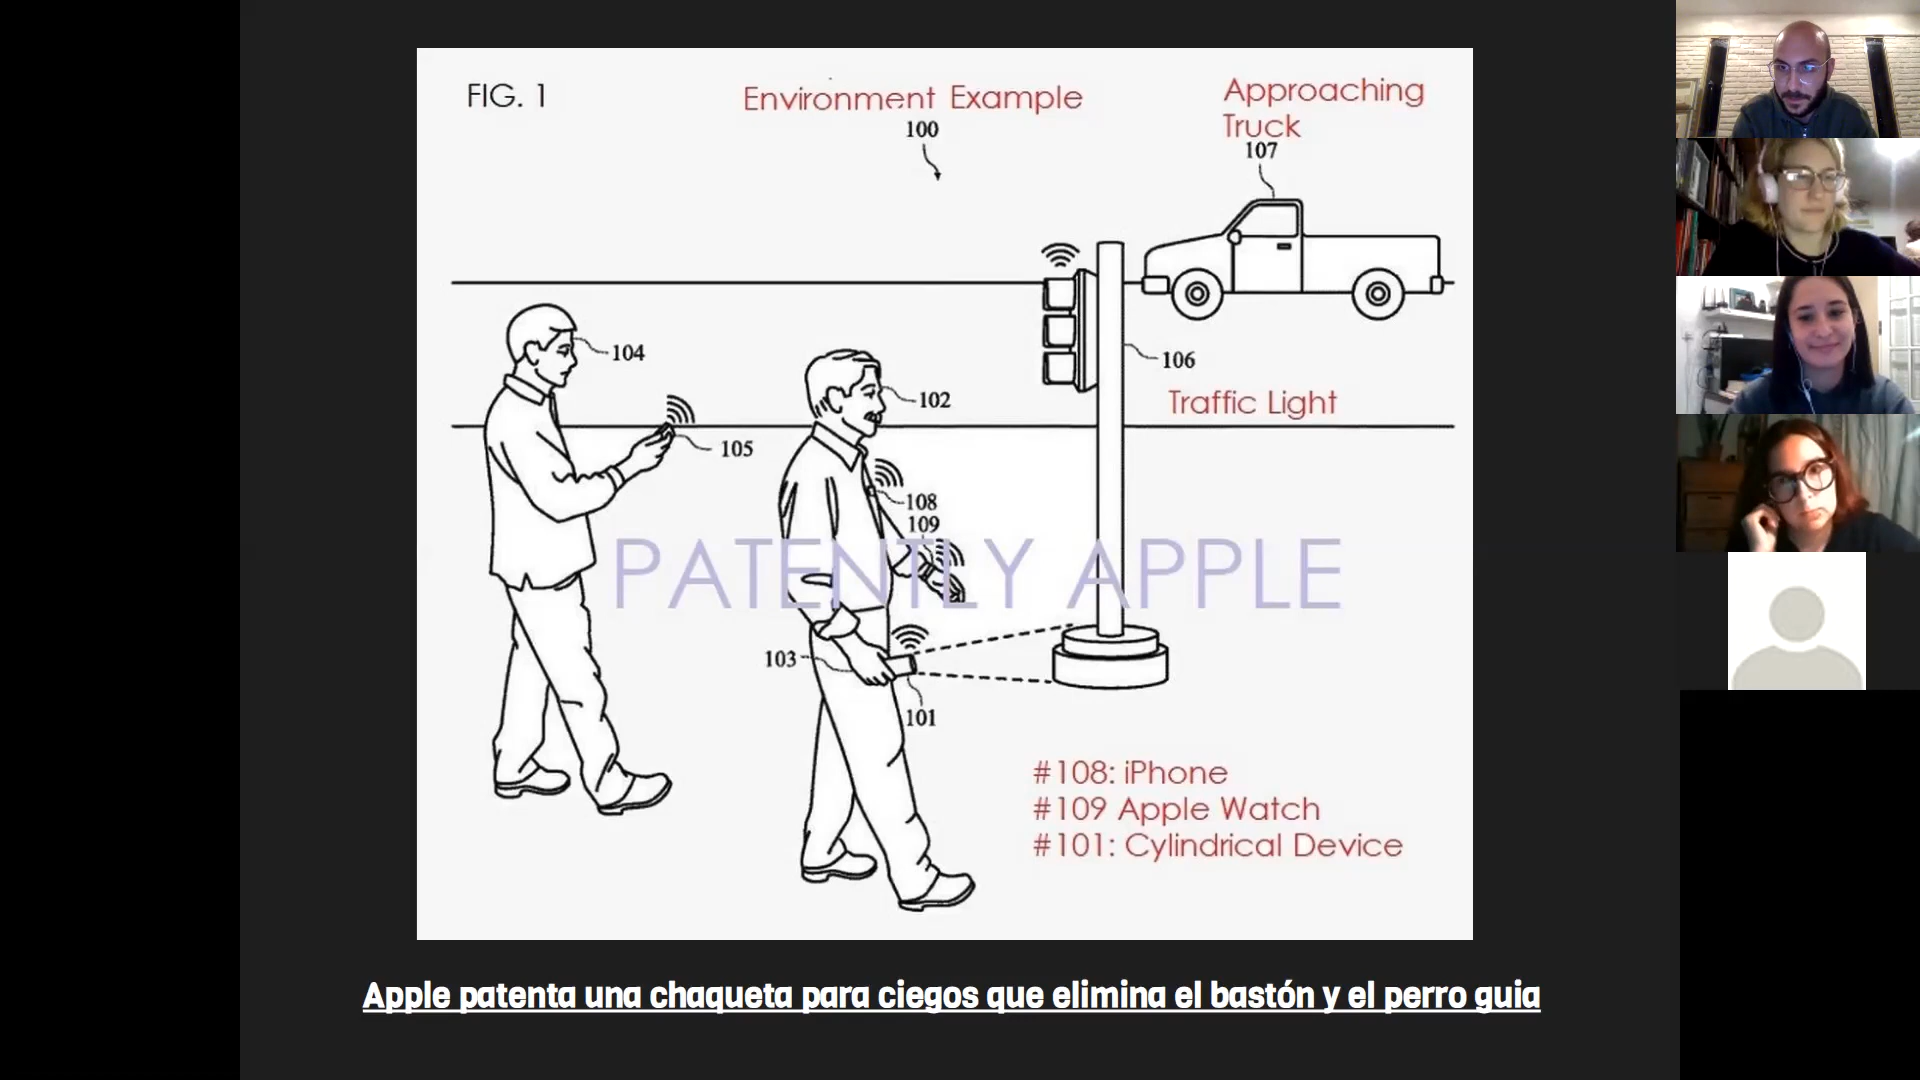 FIG. 1
Environment Example
100
Approaching
Truck
107
104
102
106
Traffic Light
105
108
109
PATENTLY APPLE
103
101
#108: iPhone
#109 Apple Watch
#101: Cylindrical Device
Apple patenta una chaqueta para ciegos que elimina el bastón y el perro guia